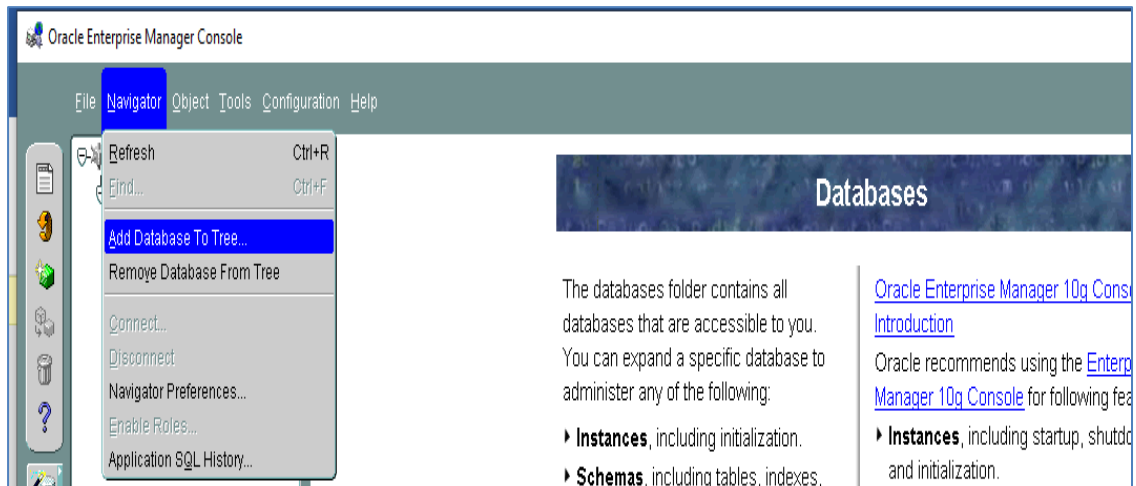 Oracle Enterprise Manager Console
File Navigator Object Tools Configuration Help
Refresh Ctrl+R
Find... Ctrl+F
Add Database To Tree...
Remove Database From Tree
Connect...
Disconnect
Navigator Preferences...
Enable Roles...
Application SQL History...
Databases
The databases folder contains all
databases that are accessible to you.
You can expand a specific database to
administer any of the following:
Instances, including initialization.
Schemas, including tables, indexes,
Oracle Enterprise Manager 10g
Introduction
Oracle recommends using the
Manager 10g Console for following
Instances, including startup,
and initialization.